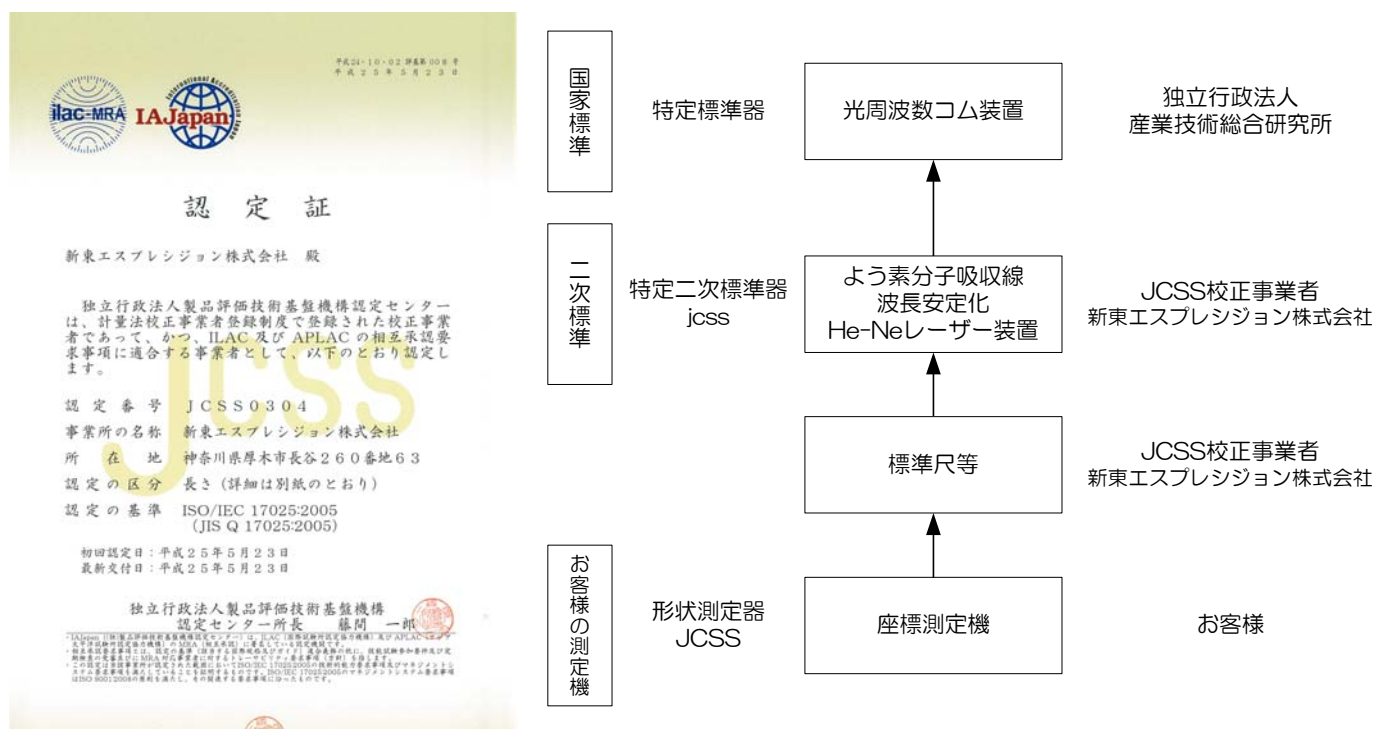 平成24・10・02評基第008号
平成25年5月23日
ilac-MRA
International Accreditation Japan
IAJapan
認定証
新東エスプレシジョン株式会社 殿
独立行政法人製品評価技術基盤機構認定センター
は、計量法校正事業者登録制度で登録された校正事業
者であって、かつ、ILAC 及び APLAC の相互承認要
求事項に適合する事業者として、以下のとおり認定し
ます。
JCSS
認定番号 JCSS0304
事業所の名称 新東エスプレシジョン株式会社
所在地 神奈川県厚木市長谷260番地63
認定の区分 長さ(詳細は別紙のとおり)
認定の基準 ISO/IEC 17025:2005
(JIS Q 17025:2005)
初回認定日:平成25年5月23日
最新交付日:平成25年5月23日
独立行政法人製品評価技術基盤機構
認定センター所長 藤間 一郎
国家標準
特定標準器
光周波数コム装置
独立行政法人
産業技術総合研究所
二次標準
特定二次標準器
jcss
よう素分子吸収線
波長安定化
He-Neレーザー装置
JCSS校正事業者
新東エスプレシジョン株式会社
標準尺等
JCSS校正事業者
新東エスプレシジョン株式会社
お客様の測定機
形状測定器
JCSS
座標測定機
お客様